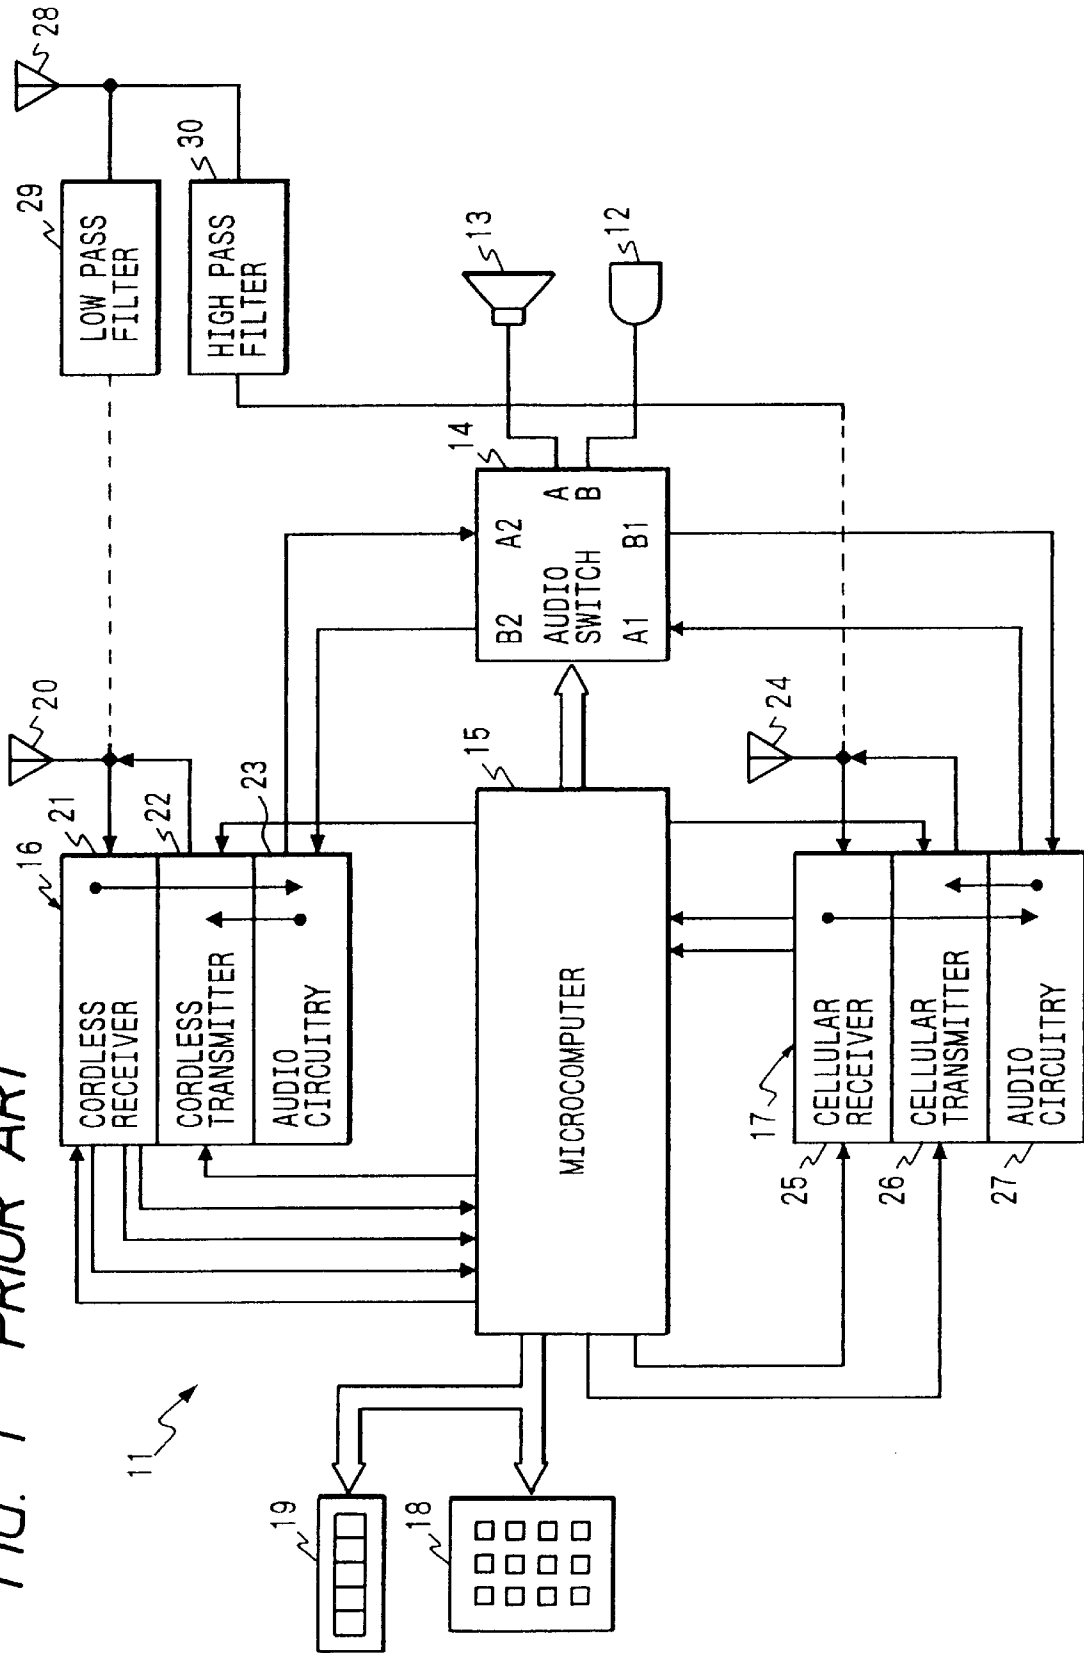 FIG. 1 PRIOR ART
11
16
21
CORDLESS
RECEIVER
22
CORDLESS
TRANSMITTER
23
AUDIO
CIRCUITRY
20
29
LOW PASS
FILTER
28
30
HIGH PASS
FILTER
19
18
15
MICROCOMPUTER
14
B2
A2
AUDIO
SWITCH
A
B
A1
B1
13
12
17
25
CELLULAR
RECEIVER
26
CELLULAR
TRANSMITTER
27
AUDIO
CIRCUITRY
24